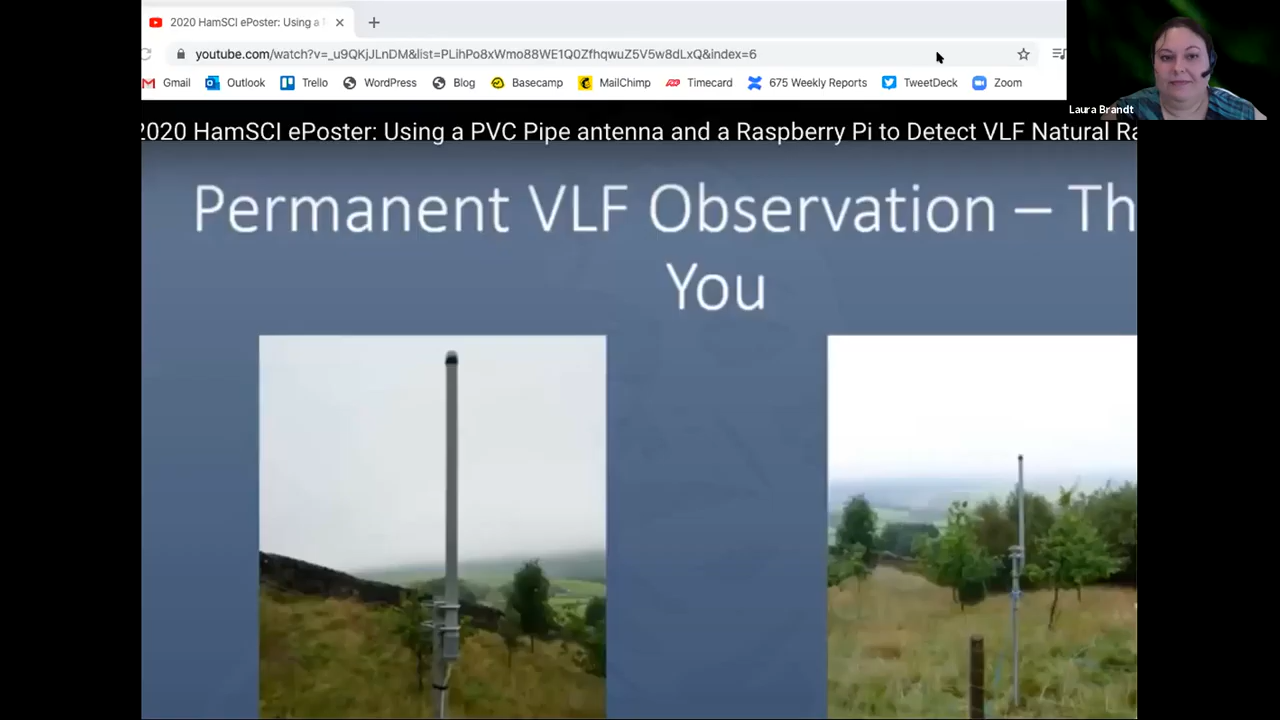 2020 HamSCI ePoster: Using a
youtube.com/watch?v=_u9QKjJLnDM&list=PLihPo8xWmo88WE1Q0ZfhqwuZ5V5w8dLxQ&index=6
Gmail Outlook Trello WordPress Blog Basecamp MailChimp Timecard 675 Weekly Reports TweetDeck Zoom
Laura Brandt
2020 HamSCI ePoster: Using a PVC Pipe antenna and a Raspberry Pi to Detect VLF Natural Ra
Permanent VLF Observation – Th
You